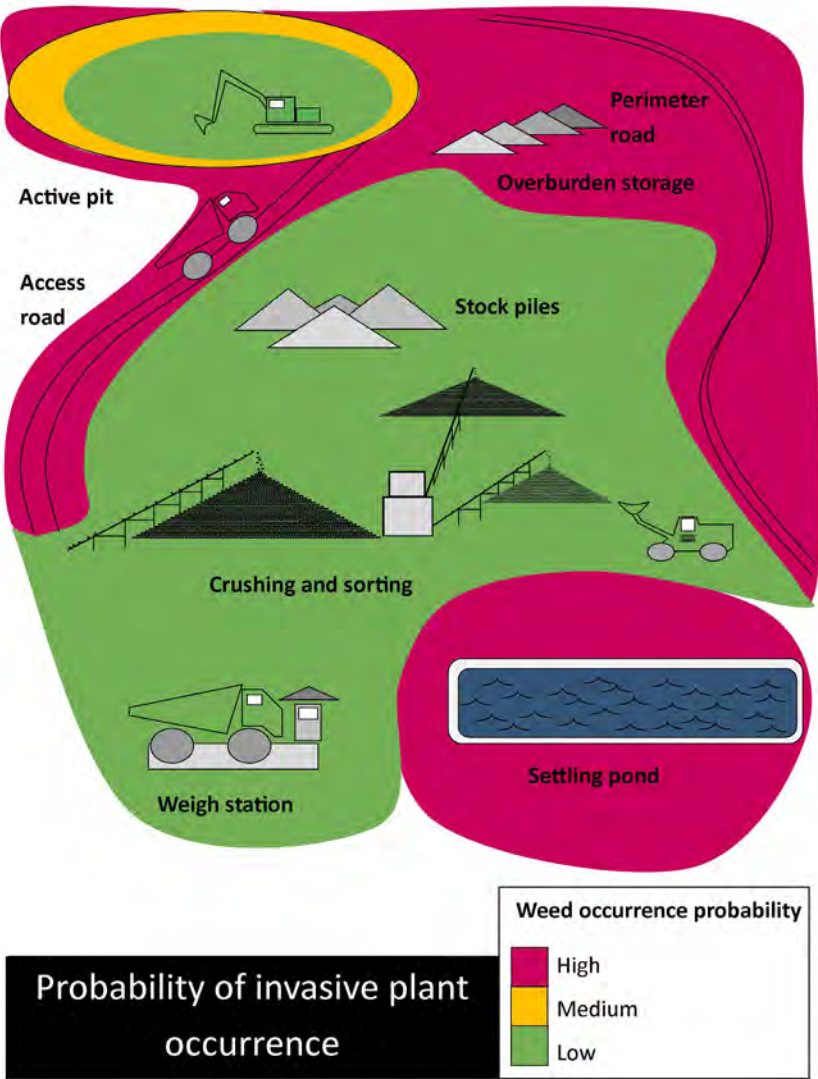 Perimeter
road
Overburden storage
Active pit
Access
road
Stock piles
Crushing and sorting
Settling pond
Weigh station
Weed occurrence probability
High
Medium
Low
Probability of invasive plant
occurrence